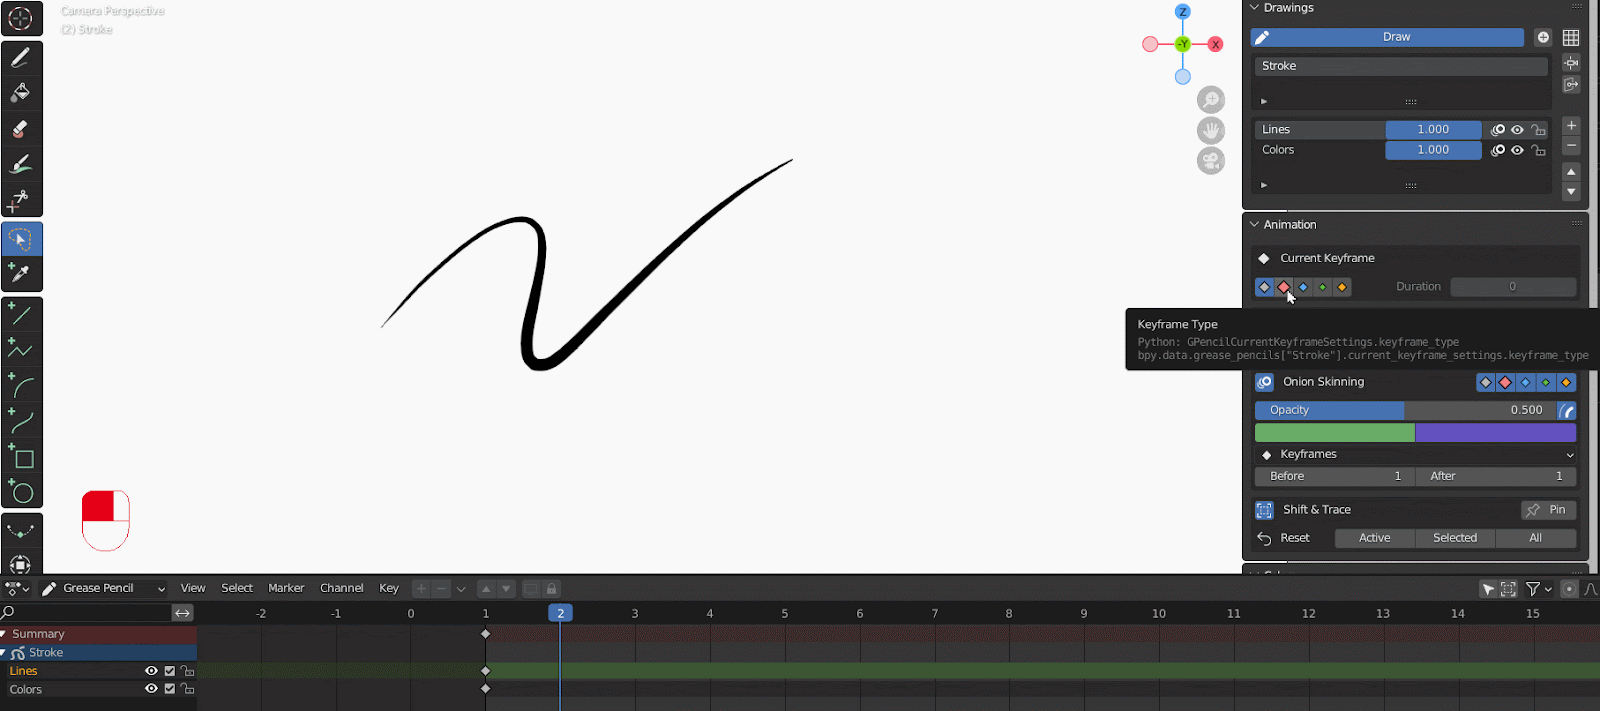 Camera Perspective
(2) Stroke
Z
-Y
X
Drawings
Draw
Stroke
Lines 1.000
Colors 1.000
Animation
Current Keyframe
Duration 0
Keyframe Type
Python: GPencilCurrentKeyframeSettings.keyframe_type
bpy.data.grease_pencils["Stroke"].current_keyframe_settings.keyframe_type
Onion Skinning
Opacity 0.500
Keyframes
Before 1 After 1
Shift & Trace Pin
Reset Active Selected All
Grease Pencil View Select Marker Channel Key
-2 -1 0 1 2 3 4 5 6 7 8 9 10 11 12 13 14 15
Summary
Stroke
Lines
Colors